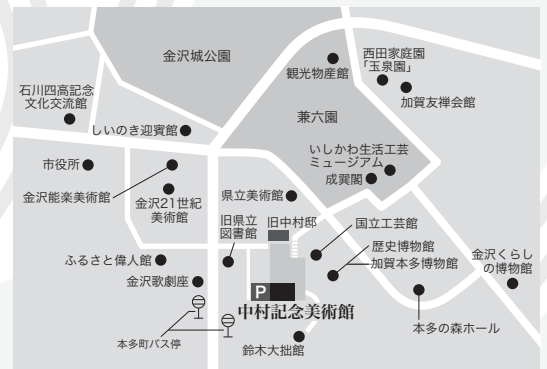 金沢城公園
観光物産館
西田家庭園
「玉泉園」
加賀友禅会館
石川四高記念
文化交流館
しいのき迎賓館
兼六園
いしかわ生活工芸
ミュージアム
成巽閣
市役所
金沢能楽美術館
金沢21世紀
美術館
県立美術館
旧県立
図書館
旧中村邸
国立工芸館
歴史博物館
加賀本多博物館
金沢くらし
の博物館
ふるさと偉人館
金沢歌劇座
P
中村記念美術館
本多の森ホール
本多町バス停
鈴木大拙館